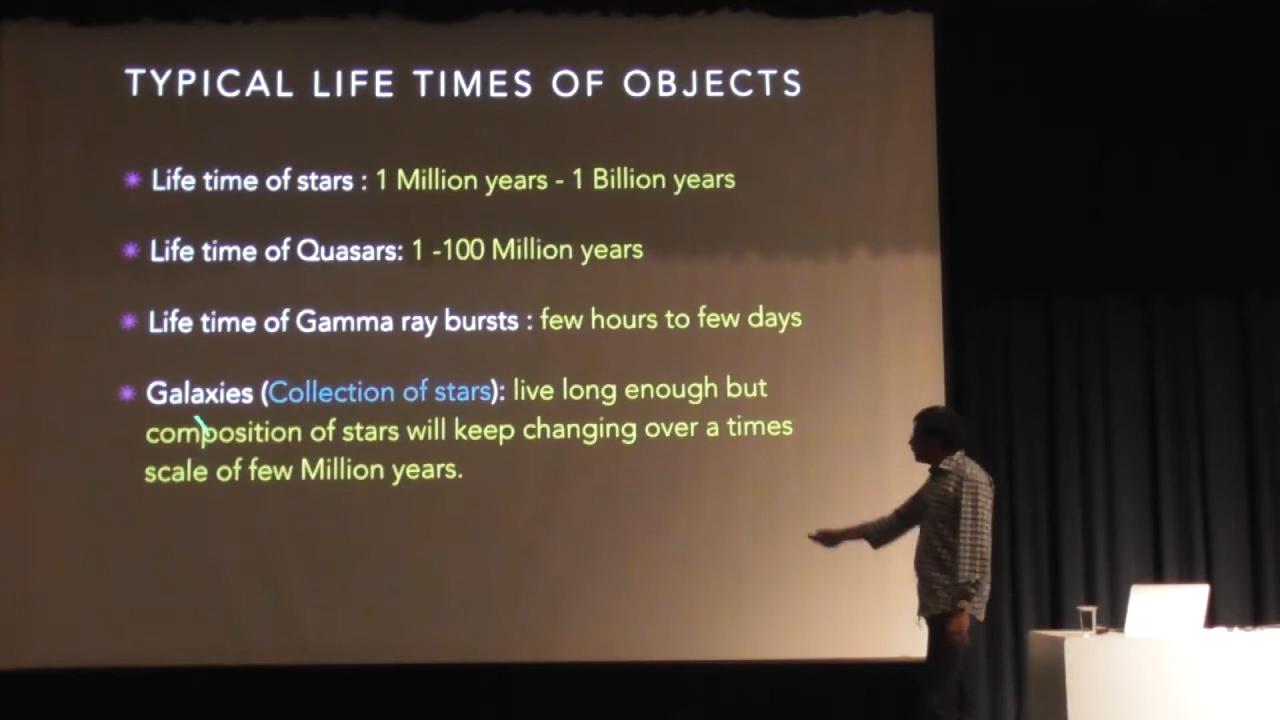 TYPICAL LIFE TIMES OF OBJECTS
Life time of stars : 1 Million years - 1 Billion years
Life time of Quasars: 1 -100 Million years
Life time of Gamma ray bursts : few hours to few days
Galaxies (Collection of stars): live long enough but
composition of stars will keep changing over a times
scale of few Million years.